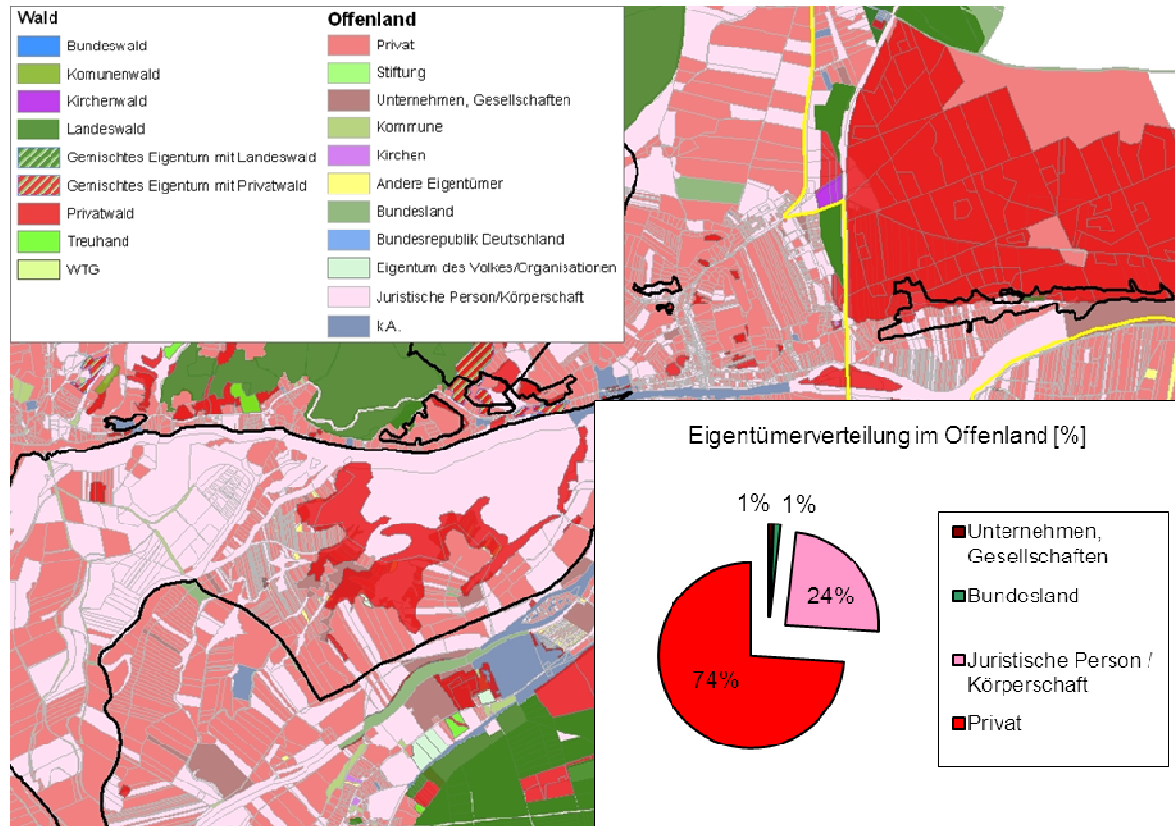 Wald
Bundeswald
Komunenwald
Kirchenwald
Landeswald
Gemischtes Eigentum mit Landeswald
Gemischtes Eigentum mit Privatwald
Privatwald
Treuhand
WTG
Offenland
Privat
Stiftung
Unternehmen, Gesellschaften
Kommune
Kirchen
Andere Eigentümer
Bundesland
Bundesrepublik Deutschland
Eigentum des Volkes/Organisationen
Juristische Person/Körperschaft
k.A.
Eigentümerverteilung im Offenland [%]
1%
1%
24%
74%
Unternehmen,
Gesellschaften
Bundesland
Juristische Person /
Körperschaft
Privat